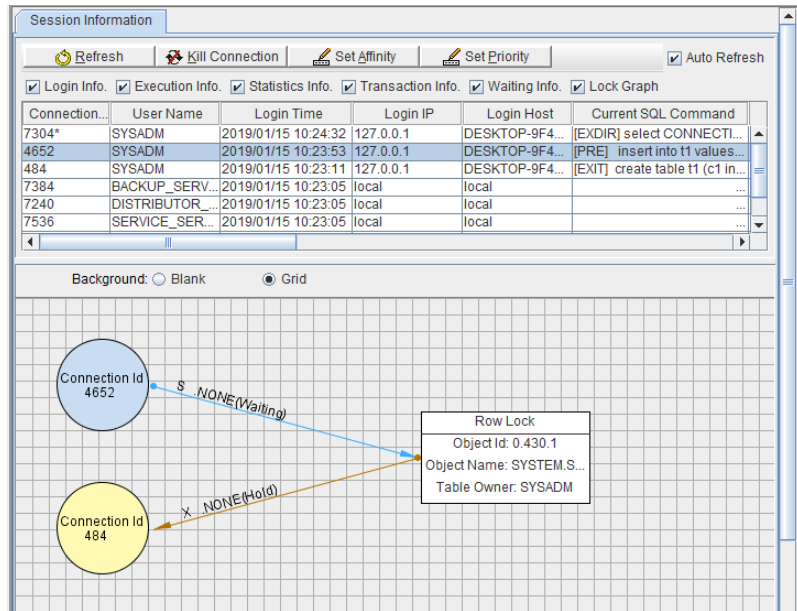 Session Information
Refresh Kill Connection Set Affinity Set Priority Auto Refresh
Login Info. Execution Info. Statistics Info. Transaction Info. Waiting Info. Lock Graph
Connection... User Name Login Time Login IP Login Host Current SQL Command
7304* SYSADM 2019/01/15 10:24:32 127.0.0.1 DESKTOP-9F4... [EXDIR] select CONNECTI...
4652 SYSADM 2019/01/15 10:23:53 127.0.0.1 DESKTOP-9F4... [PRE] insert into t1 values...
484 SYSADM 2019/01/15 10:23:11 127.0.0.1 DESKTOP-9F4... [EXIT] create table t1 (c1 in...
7384 BACKUP_SERV... 2019/01/15 10:23:05 local local ...
7240 DISTRIBUTOR_... 2019/01/15 10:23:05 local local ...
7536 SERVICE_SER... 2019/01/15 10:23:05 local local ...
Background: Blank Grid
Connection Id
4652
S .NONE(Waiting)
Row Lock
Object Id: 0.430.1
Object Name: SYSTEM.S...
Table Owner: SYSADM
X .NONE(Hold)
Connection Id
484